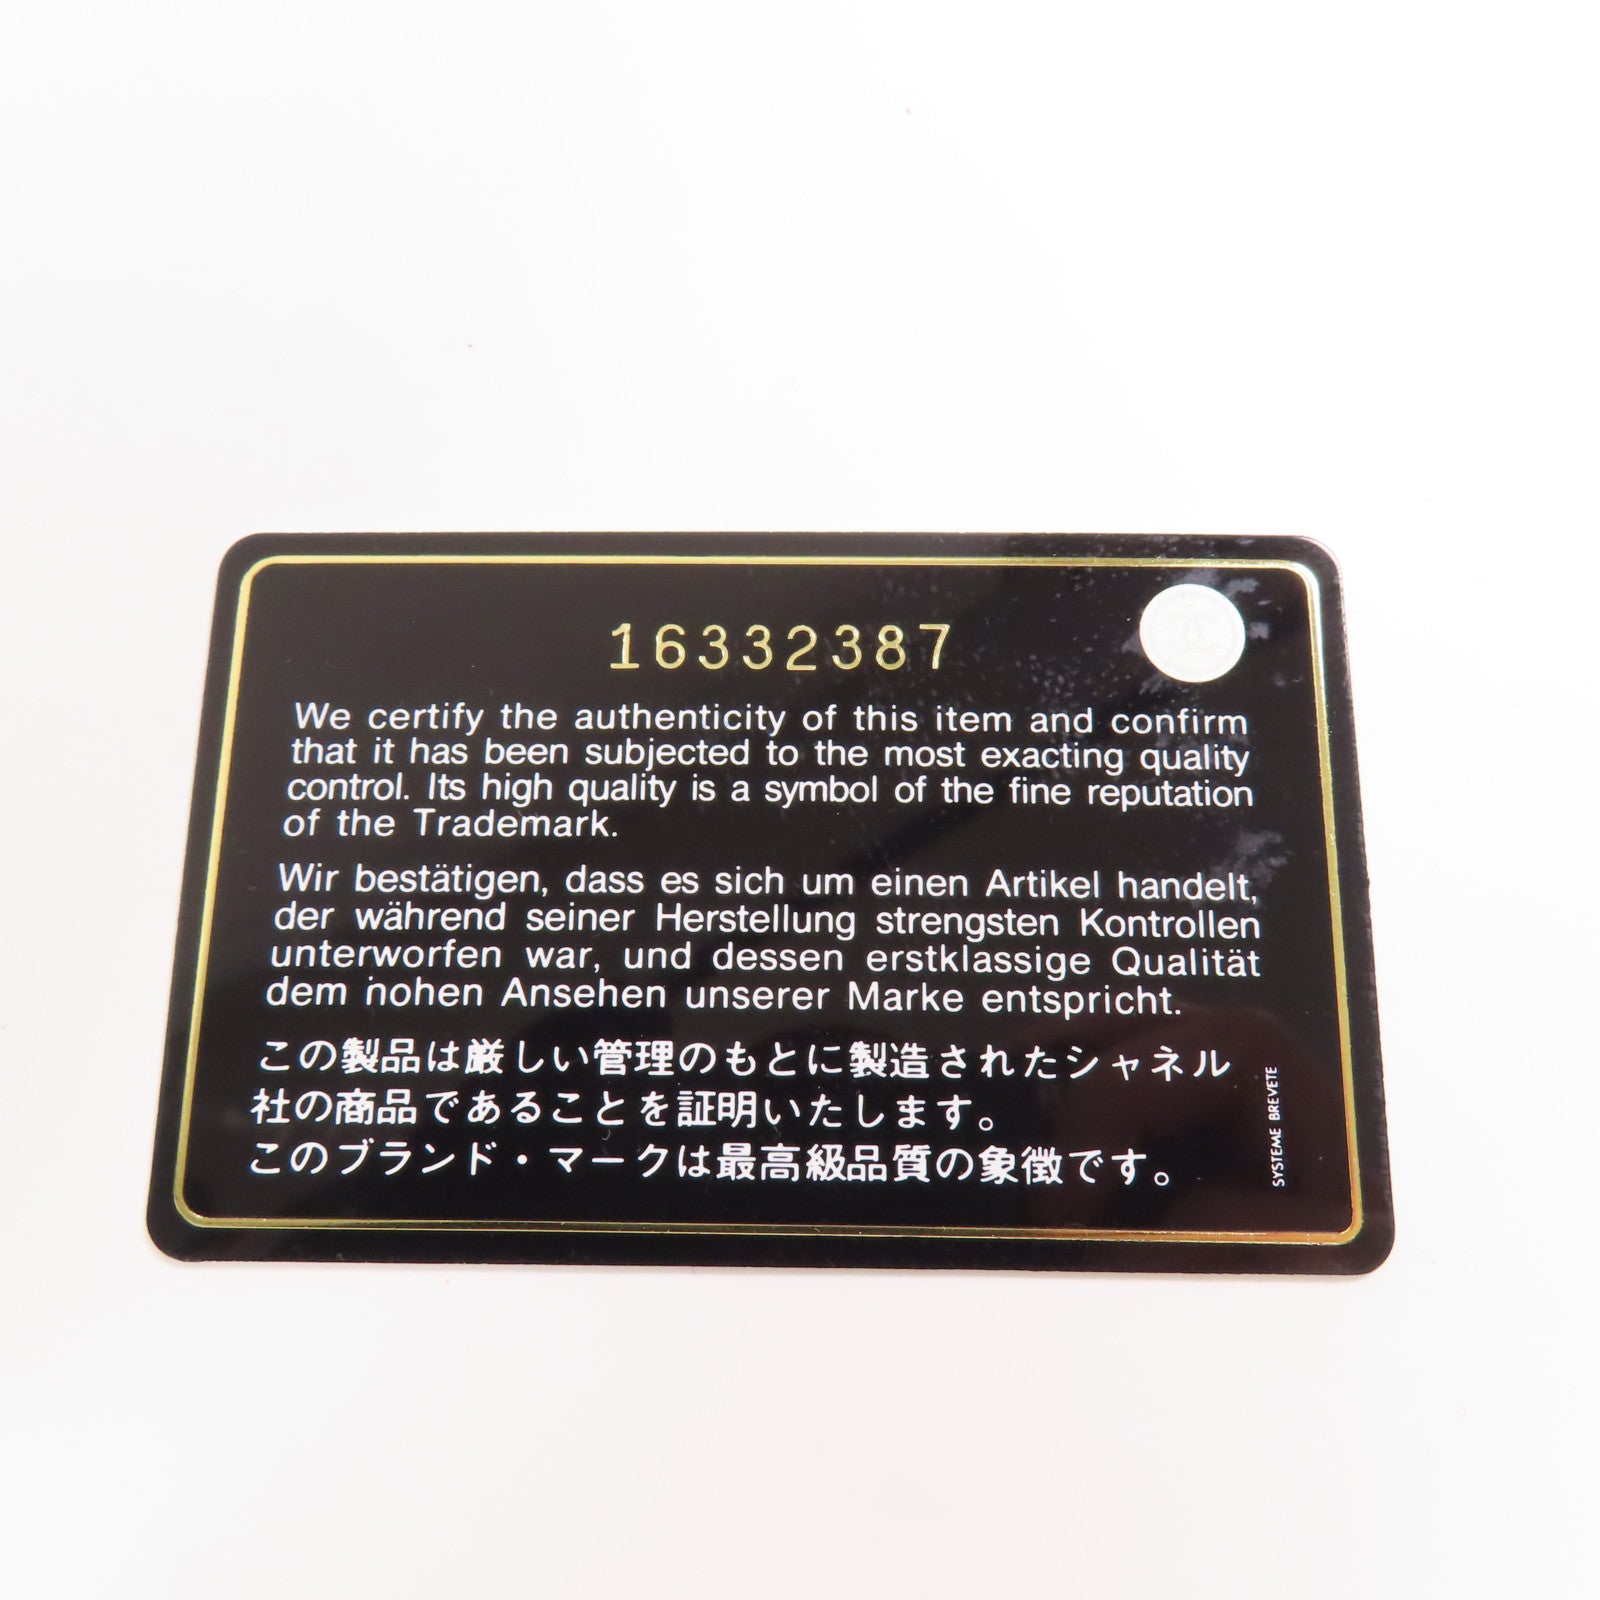 16332387
We certify the authenticity of this item and confirm
that it has been subjected to the most exacting quality
control. Its high quality is a symbol of the fine reputation
of the Trademark.
Wir bestätigen, dass es sich um einen Artikel handelt,
der während seiner Herstellung strengsten Kontrollen
unterworfen war, und dessen erstklassige Qualität
dem hohen Ansehen unserer Marke entspricht.
この製品は厳しい管理のもとに製造されたシャネル
社の商品であることを証明いたします。
このブランド・マークは最高級品質の象徴です。
SYSTEME BREVETE